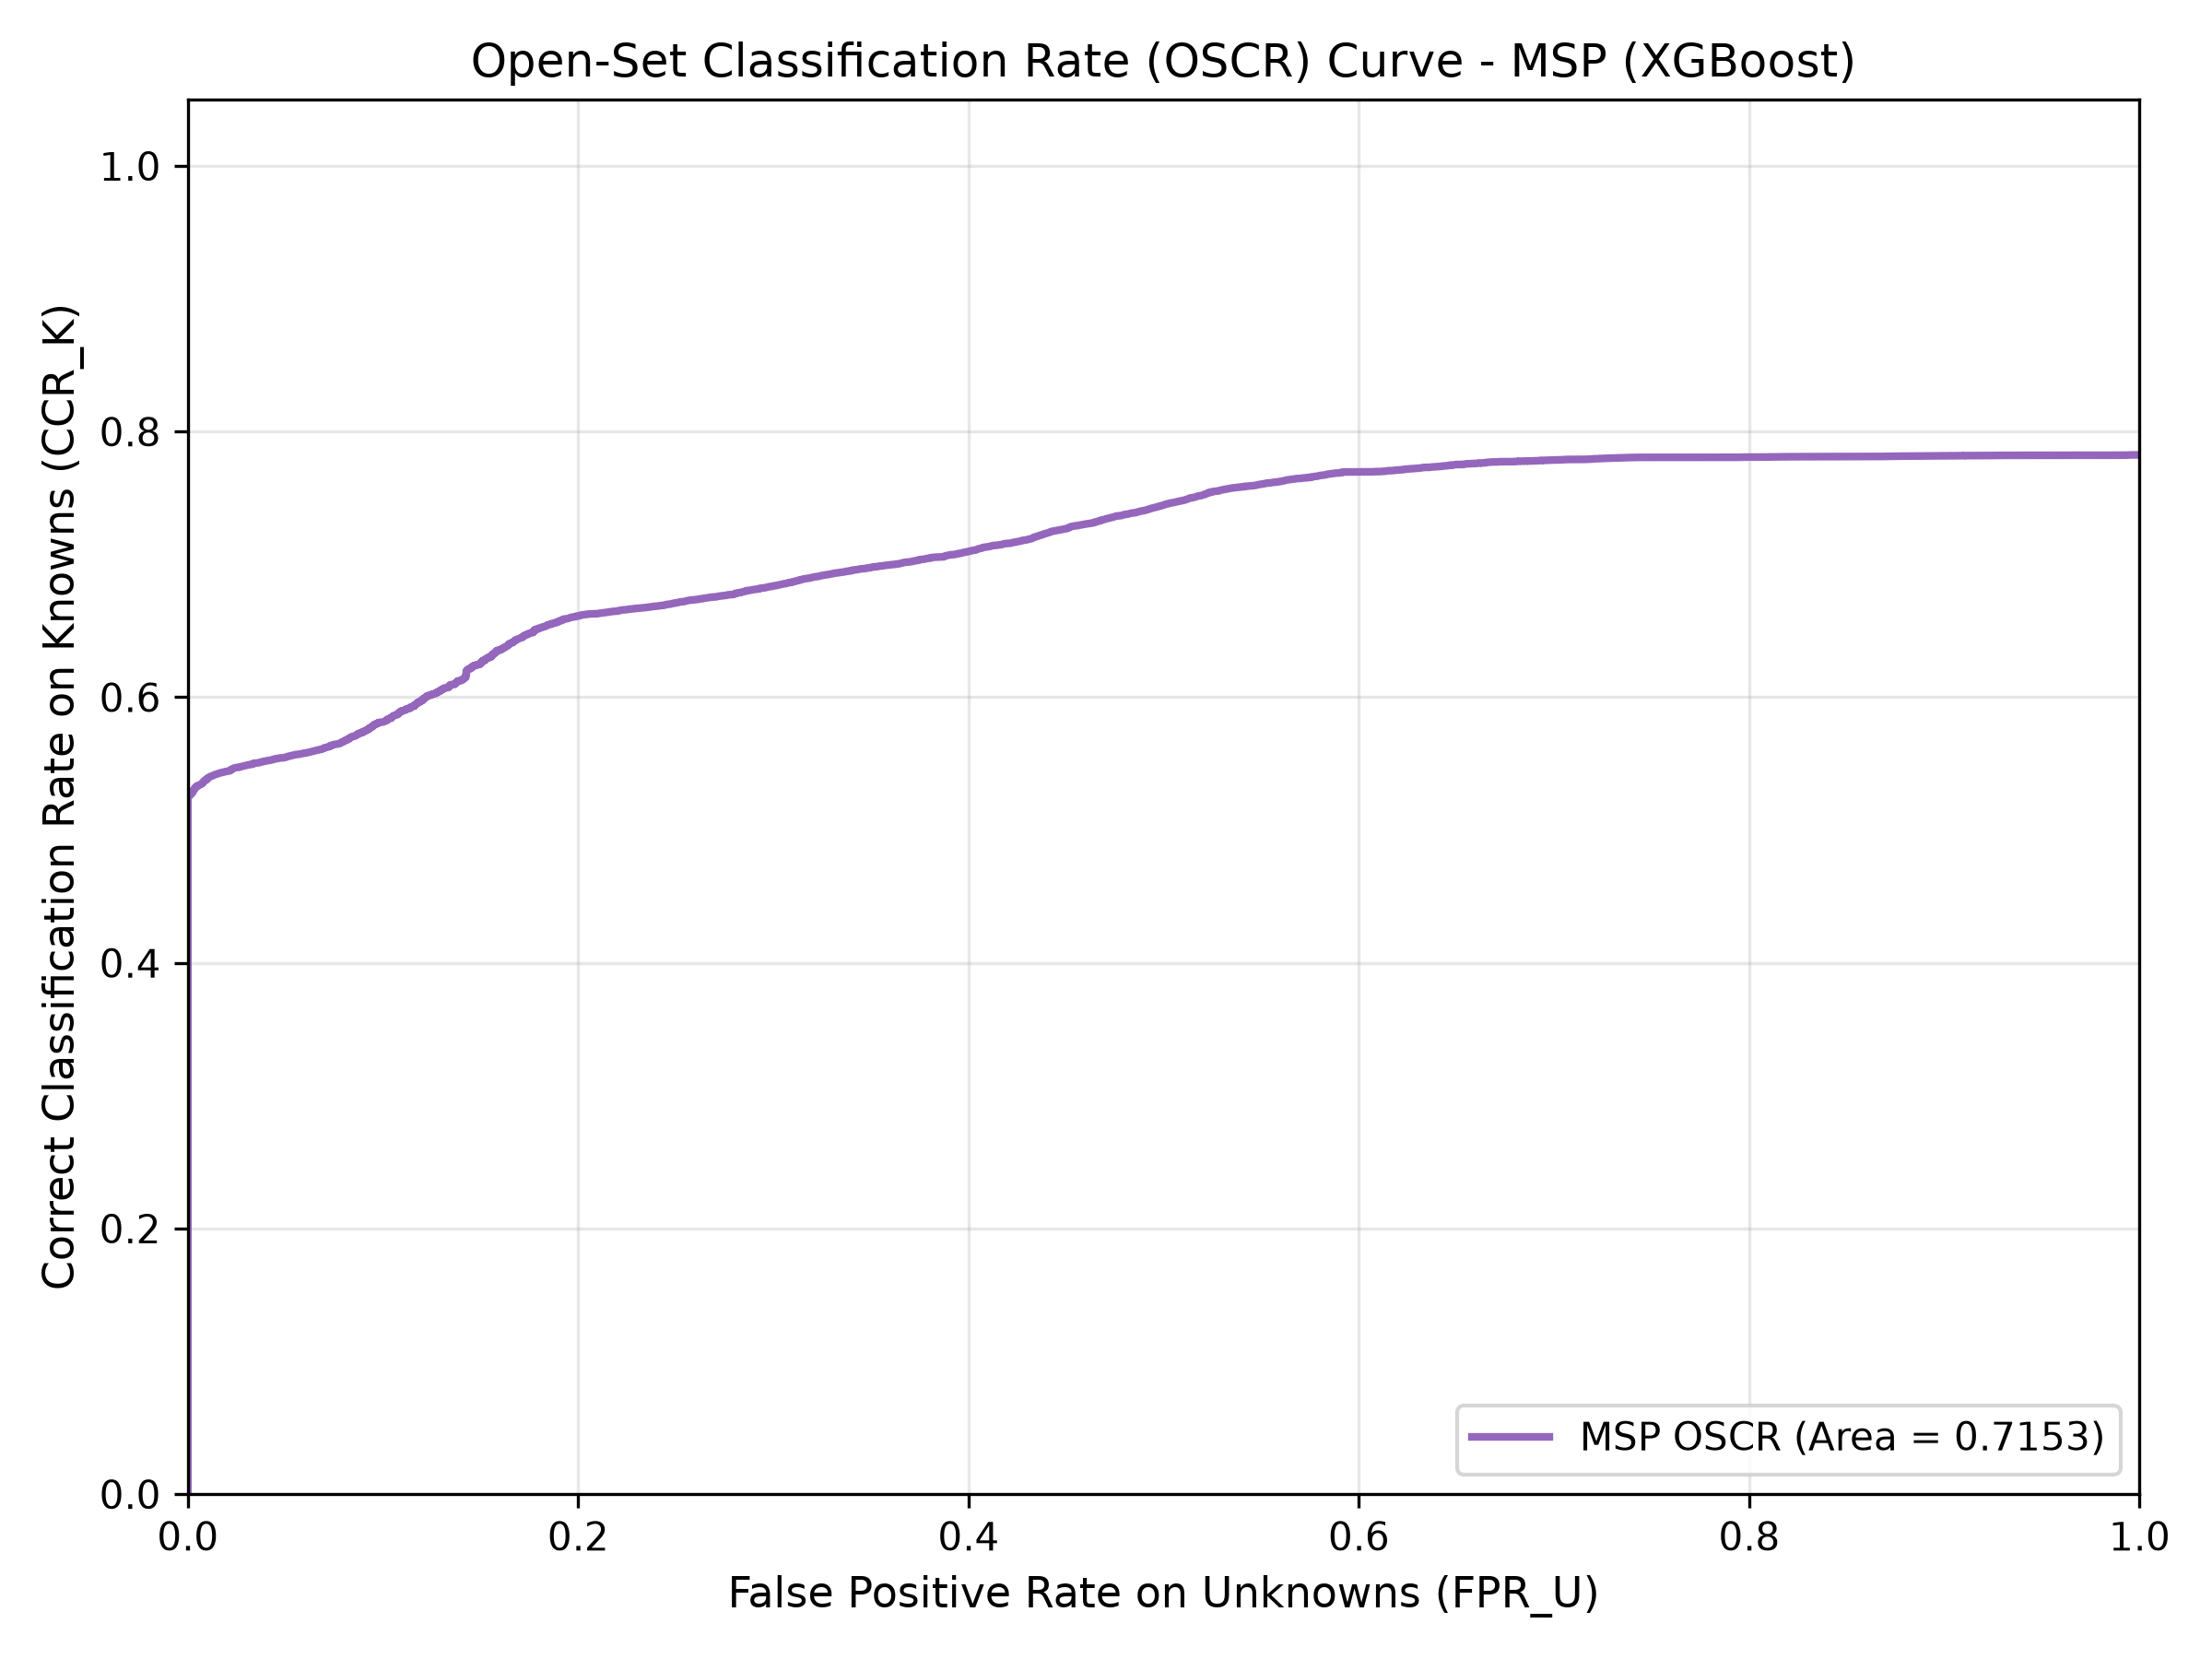 Open-Set Classification Rate (OSCR) Curve - MSP (XGBoost)
Correct Classification Rate on Knowns (CCR_K)
1.0
0.8
0.6
0.4
0.2
0.0
MSP OSCR (Area = 0.7153)
0.0 0.2 0.4 0.6 0.8 1.0
False Positive Rate on Unknowns (FPR_U)